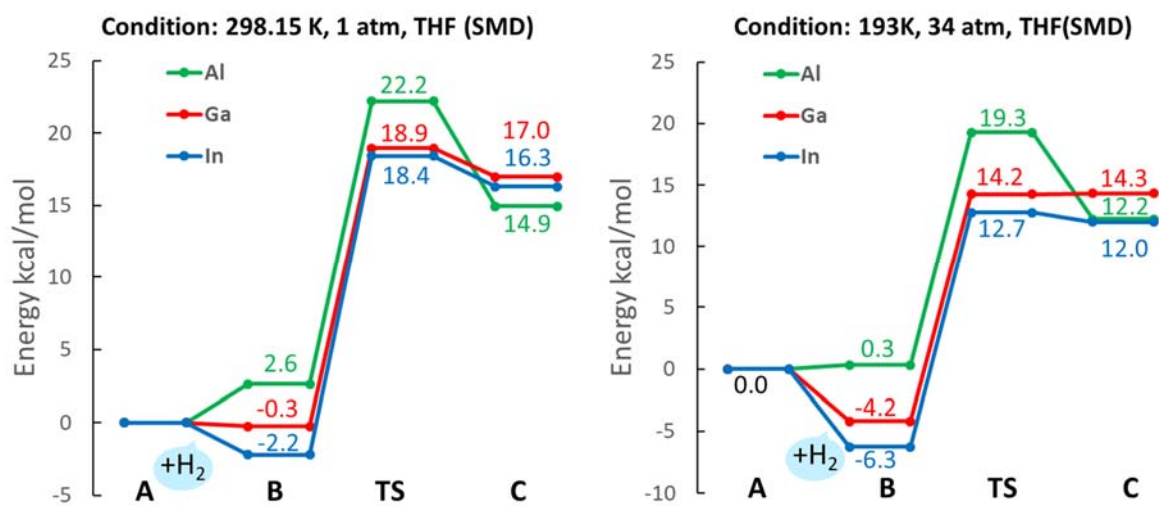 Condition: 298.15 K, 1 atm, THF (SMD)
25
20
15
10
5
0
-5
Energy kcal/mol
Al
Ga
In
22.2
18.9
18.4
17.0
16.3
14.9
2.6
-0.3
-2.2
+H₂
A B TS C
Condition: 193K, 34 atm, THF(SMD)
25
20
15
10
5
0
-5
-10
Energy kcal/mol
Al
Ga
In
19.3
14.2
14.3
12.2
12.7
12.0
0.3
0.0
-4.2
-6.3
+H₂
A B TS C